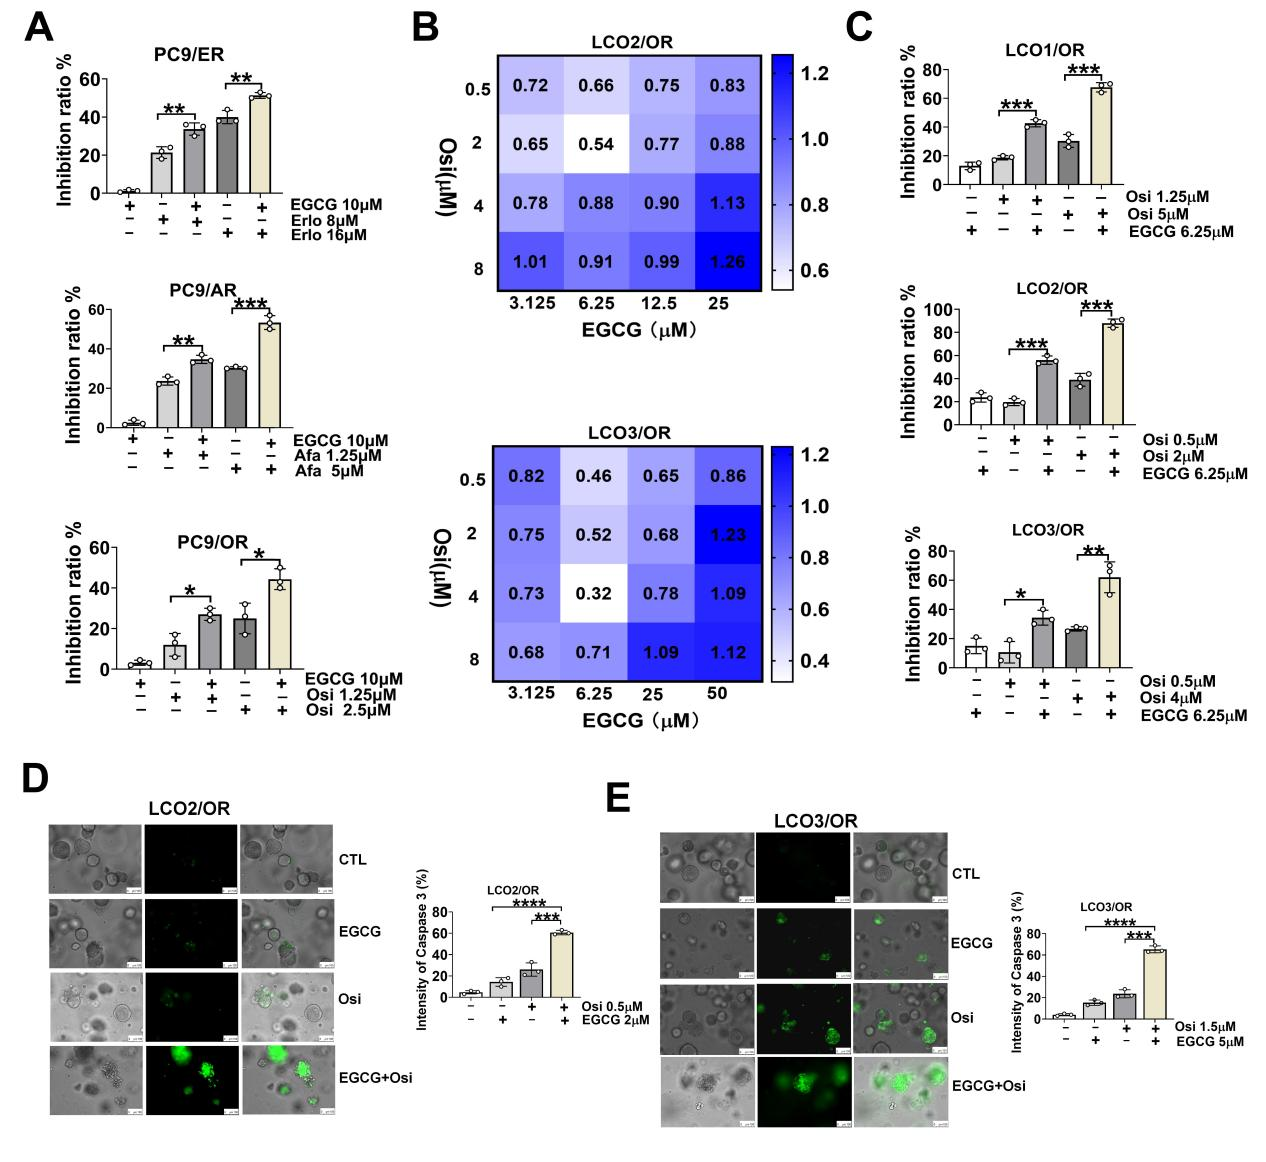 A
PC9/ER
Inhibition ratio %
60
40
20
0
**
**
+ – + – + EGCG 10μM
– + + – – Erlo 8μM
– – – + + Erlo 16μM
PC9/AR
Inhibition ratio %
60
40
20
0
**
***
+ – + – + EGCG 10μM
– + + – – Afa 1.25μM
– – – + + Afa 5μM
PC9/OR
Inhibition ratio %
60
40
20
0
*
*
+ – + – + EGCG 10μM
– + + – – Osi 1.25μM
– – – + + Osi 2.5μM
B
LCO2/OR
Osi(μM)
0.5 0.72 0.66 0.75 0.83
2 0.65 0.54 0.77 0.88
4 0.78 0.88 0.90 1.13
8 1.01 0.91 0.99 1.26
3.125 6.25 12.5 25
EGCG（μM）
1.2
1.0
0.8
0.6
LCO3/OR
Osi(μM)
0.5 0.82 0.46 0.65 0.86
2 0.75 0.52 0.68 1.23
4 0.73 0.32 0.78 1.09
8 0.68 0.71 1.09 1.12
3.125 6.25 25 50
EGCG（μM）
1.2
1.0
0.8
0.6
0.4
C
LCO1/OR
Inhibition ratio %
80
60
40
20
0
***
***
– + + – – Osi 1.25μM
– – – + + Osi 5μM
+ – + – + EGCG 6.25μM
LCO2/OR
Inhibition ratio %
100
80
60
40
20
0
***
***
– + + – – Osi 0.5μM
– – – + + Osi 2μM
+ – + – + EGCG 6.25μM
LCO3/OR
Inhibition ratio %
80
60
40
20
0
*
**
– + + – – Osi 0.5μM
– – – + + Osi 4μM
+ – + – + EGCG 6.25μM
D
LCO2/OR
CTL
EGCG
Osi
EGCG+Osi
LCO2/OR
Intensity of Caspase 3 (%)
80
60
40
20
0
****
***
– – + + Osi 0.5μM
– + – + EGCG 2μM
E
LCO3/OR
CTL
EGCG
Osi
EGCG+Osi
LCO3/OR
Intensity of Caspase 3 (%)
80
60
40
20
0
****
***
– – + + Osi 1.5μM
– + – + EGCG 5μM